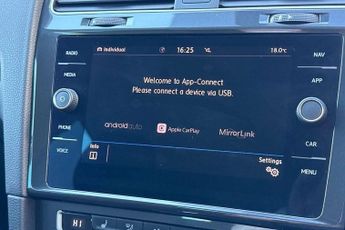 RADIO
Individual
16:25
18.0°C
NAV
MEDIA
APP
Welcome to App-Connect
Please connect a device via USB.
PHONE
androidauto
Apple CarPlay
MirrorLink
CAR
VOICE
Info
Settings
MENU